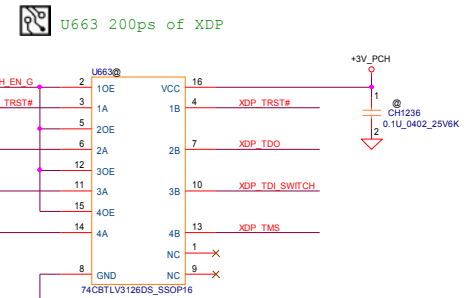 U663 200ps of XDP
+3V_PCH
U663@
H_EN_G 2 1OE VCC 16
1 @
TRST# 3 1A 1B 4 XDP_TRST#
CH1236
0.1U_0402_25V6K
5 2OE
2
6 2A 2B 7 XDP_TDO
12 3OE
11 3A 3B 10 XDP_TDI_SWITCH
15 4OE
14 4A 4B 13 XDP_TMS
NC 1
8 GND NC 9
74CBTLV3126DS_SSOP16